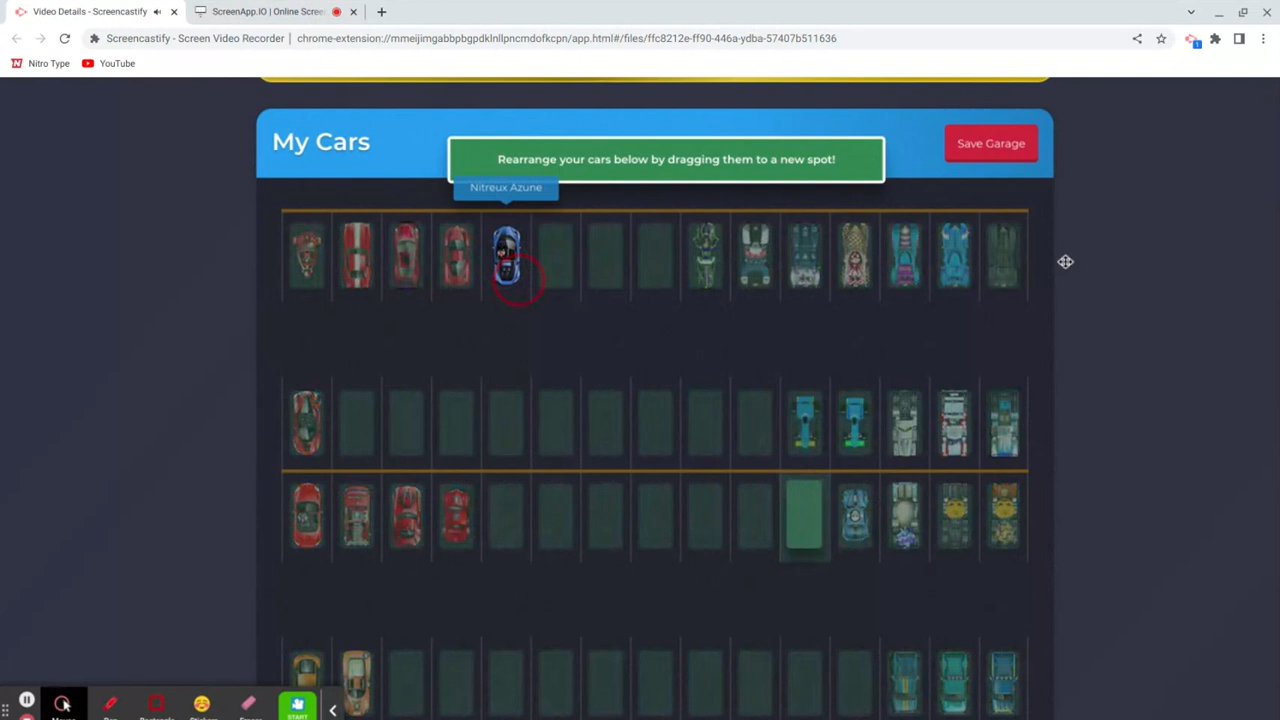 Video Details - Screencastify
ScreenApp.IO | Online Scree
Screencastify - Screen Video Recorder | chrome-extension://mmeijimgabbpbgpdklnllpncmdofkcpn/app.html#/files/ffc8212e-ff90-446a-ydba-57407b511636
1
Nitro Type
YouTube
My Cars
Rearrange your cars below by dragging them to a new spot!
Save Garage
Nitreux Azune
START